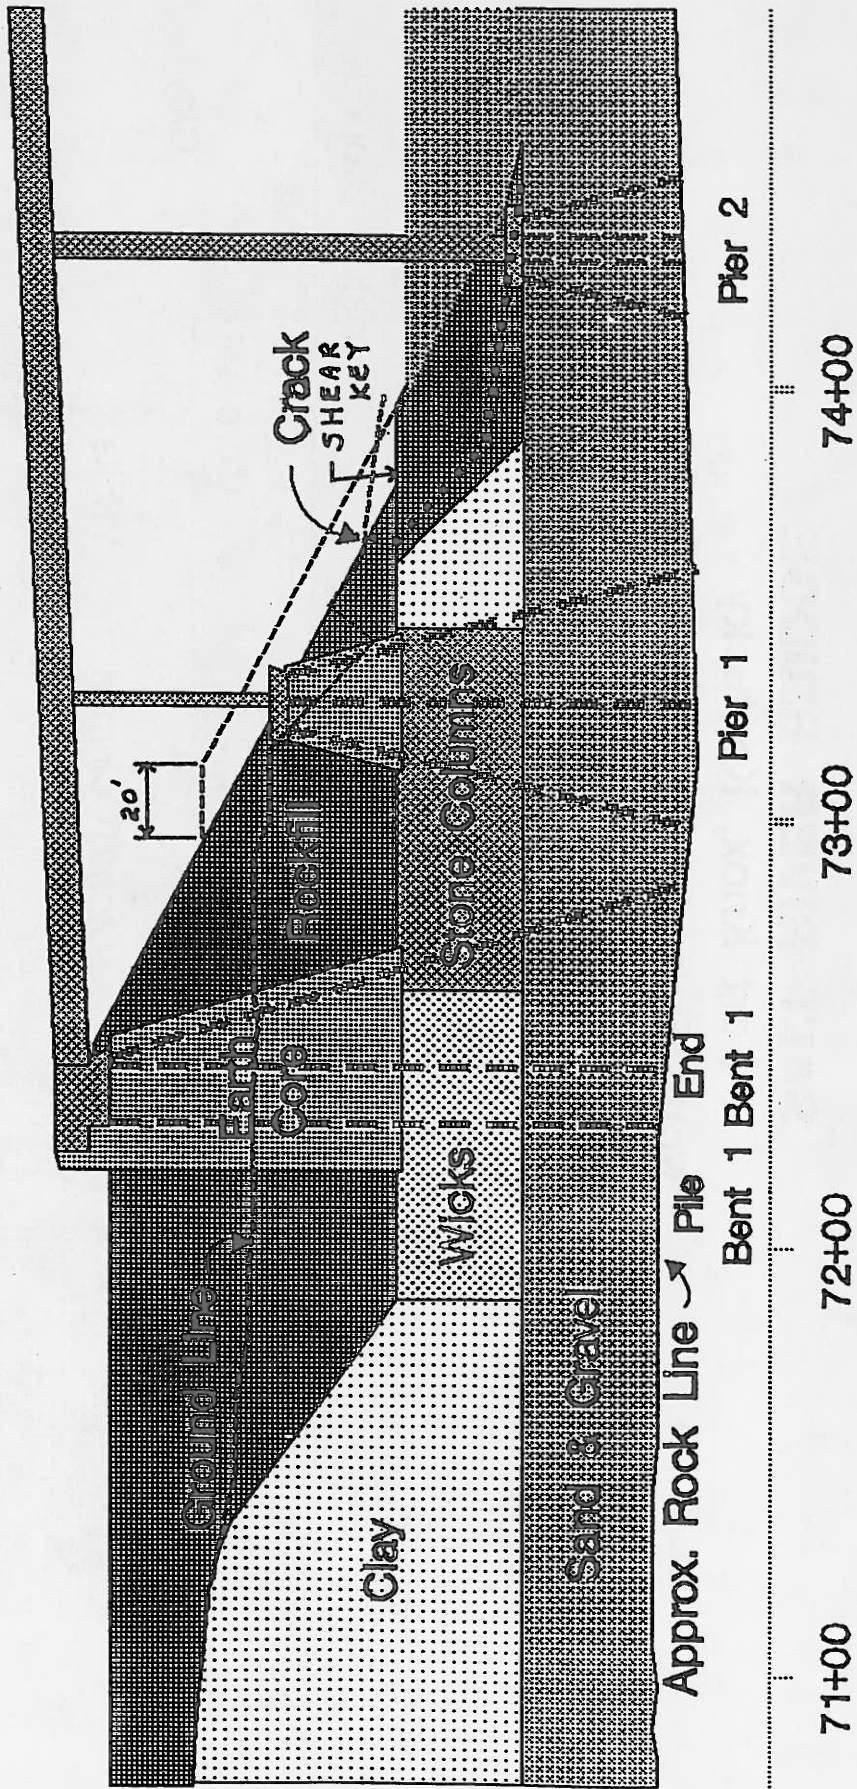 20'
Crack
SHEAR
KEY
Ground Line
Earth
Core
Rockfill
Clay
Wicks
Stone Columns
Sand & Gravel
Approx. Rock Line
Pile
Bent 1
End
Bent 1
Pier 1
Pier 2
71+00
72+00
73+00
74+00